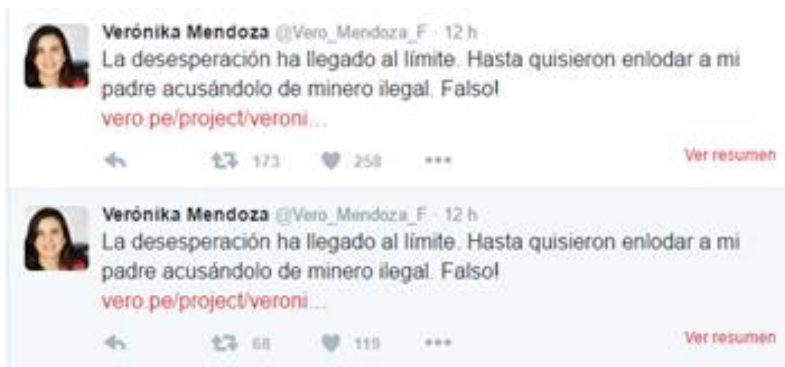 Verónika Mendoza @Vero_Mendoza_F · 12 h
La desesperación ha llegado al límite. Hasta quisieron enlodar a mi
padre acusándolo de minero ilegal. Falso!
vero.pe/project/veroni...
173 258 Ver resumen
Verónika Mendoza @Vero_Mendoza_F · 12 h
La desesperación ha llegado al límite. Hasta quisieron enlodar a mi
padre acusándolo de minero ilegal. Falso!
vero.pe/project/veroni...
68 119 Ver resumen